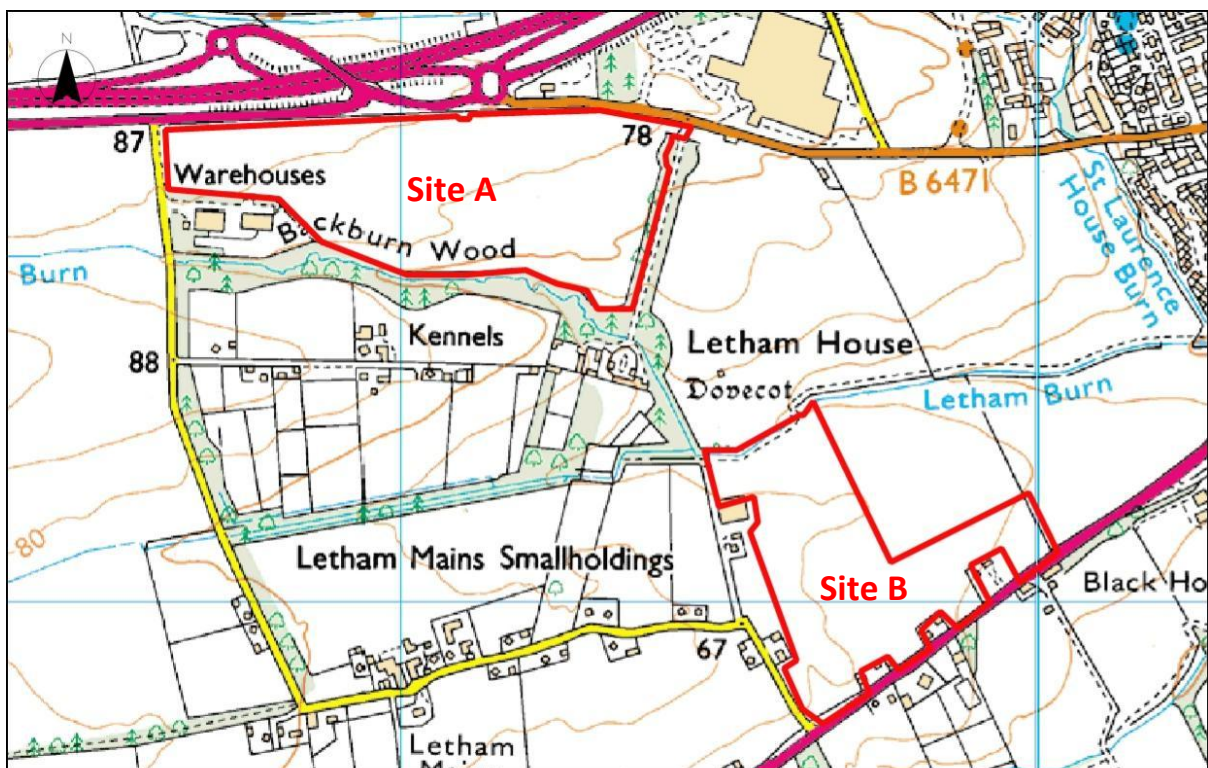 N
87
78
Warehouses
Site A
B 6471
St Laurence
House Burn
Backburn Wood
Burn
Kennels
Letham House
88
Dovecot
Letham Burn
80
Letham Mains Smallholdings
Site B
Black Ho
67
Letham